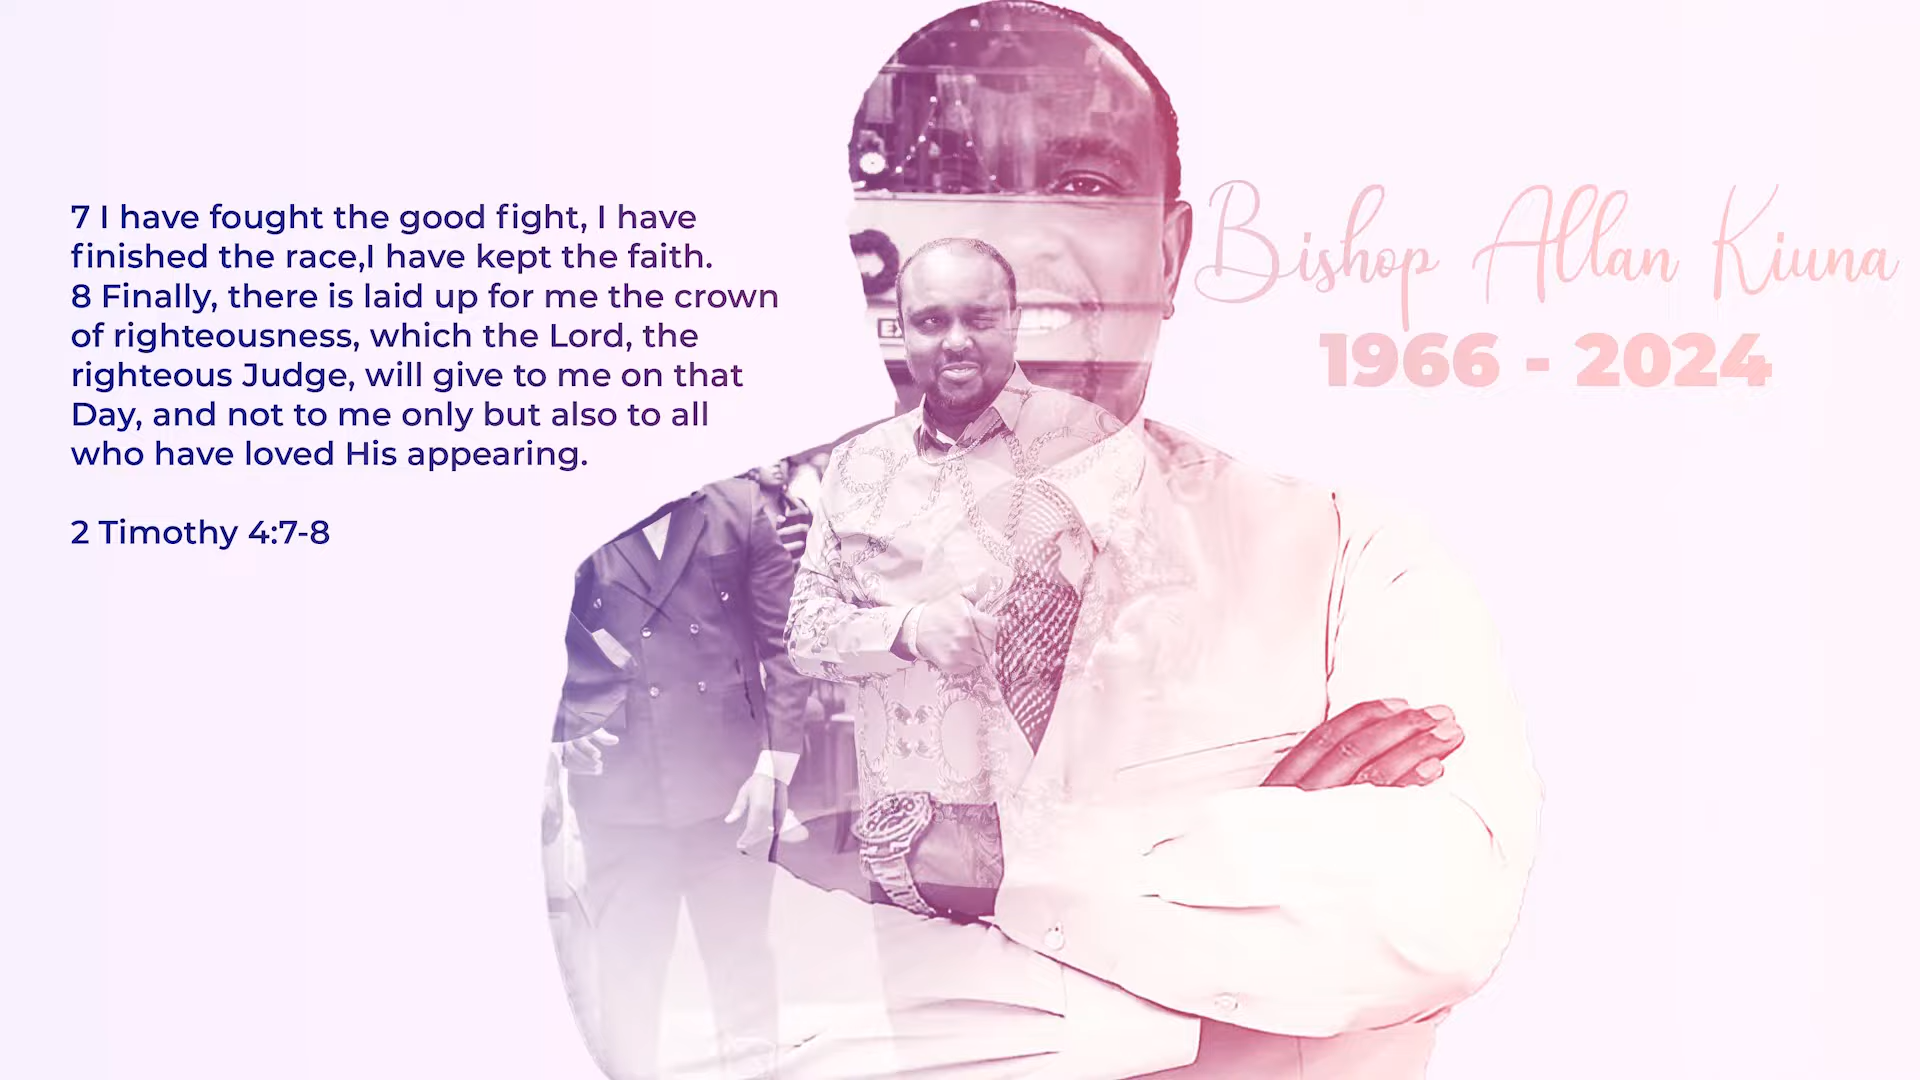 7 I have fought the good fight, I have
finished the race,I have kept the faith.
8 Finally, there is laid up for me the crown
of righteousness, which the Lord, the
righteous Judge, will give to me on that
Day, and not to me only but also to all
who have loved His appearing.
2 Timothy 4:7-8
Bishop Allan Kiuna
1966 - 2024